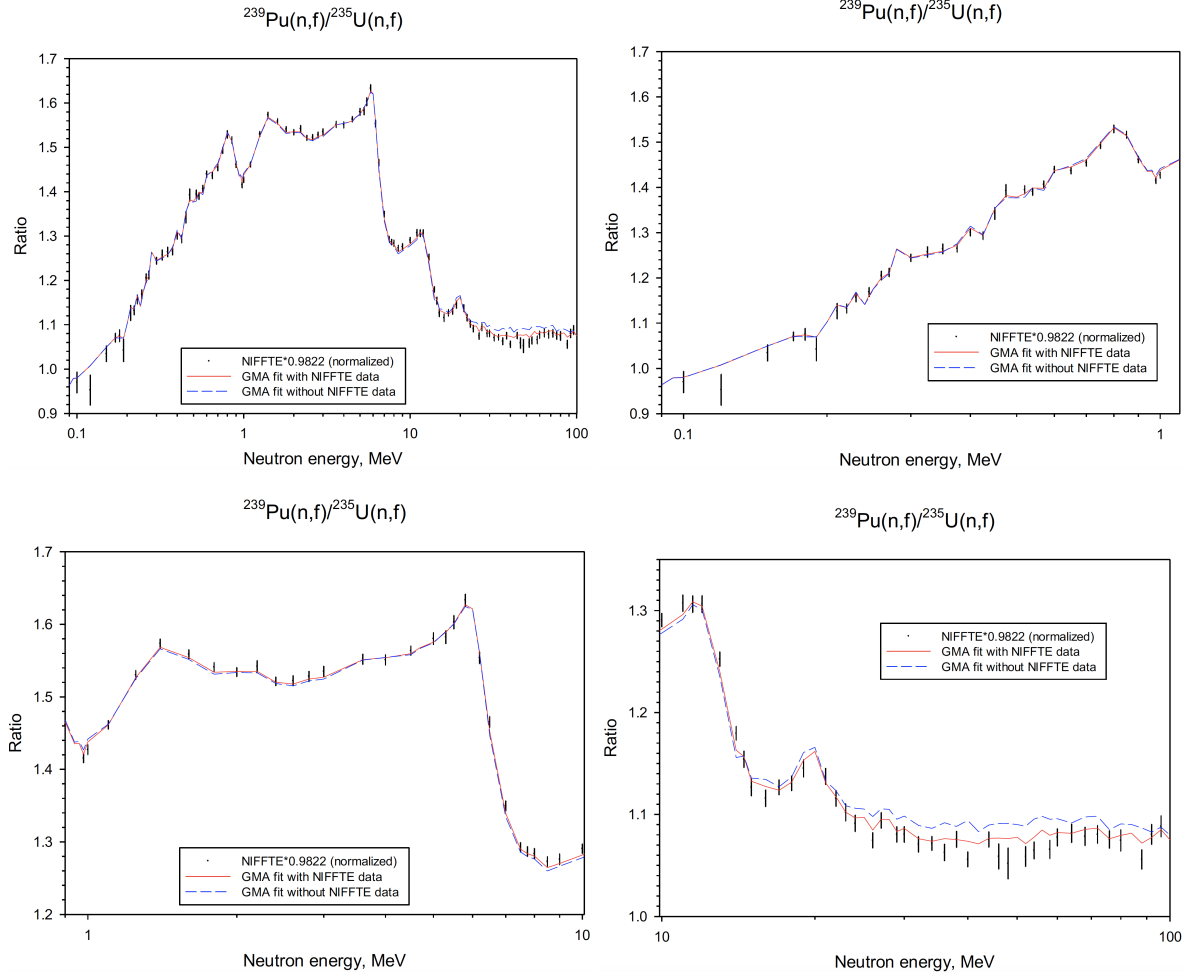 ²³⁹Pu(n,f)/²³⁵U(n,f)
1.7
1.6
1.5
1.4
1.3
1.2
1.1
1.0
0.9
Ratio
NIFFTE*0.9822 (normalized)
GMA fit with NIFFTE data
GMA fit without NIFFTE data
0.1
1
10
100
Neutron energy, MeV
²³⁹Pu(n,f)/²³⁵U(n,f)
1.7
1.6
1.5
1.4
1.3
1.2
1.1
1.0
0.9
Ratio
NIFFTE*0.9822 (normalized)
GMA fit with NIFFTE data
GMA fit without NIFFTE data
0.1
1
Neutron energy, MeV
²³⁹Pu(n,f)/²³⁵U(n,f)
1.7
1.6
1.5
1.4
1.3
1.2
Ratio
NIFFTE*0.9822 (normalized)
GMA fit with NIFFTE data
GMA fit without NIFFTE data
1
10
Neutron energy, MeV
²³⁹Pu(n,f)/²³⁵U(n,f)
1.3
1.2
1.1
1.0
Ratio
NIFFTE*0.9822 (normalized)
GMA fit with NIFFTE data
GMA fit without NIFFTE data
10
100
Neutron energy, MeV